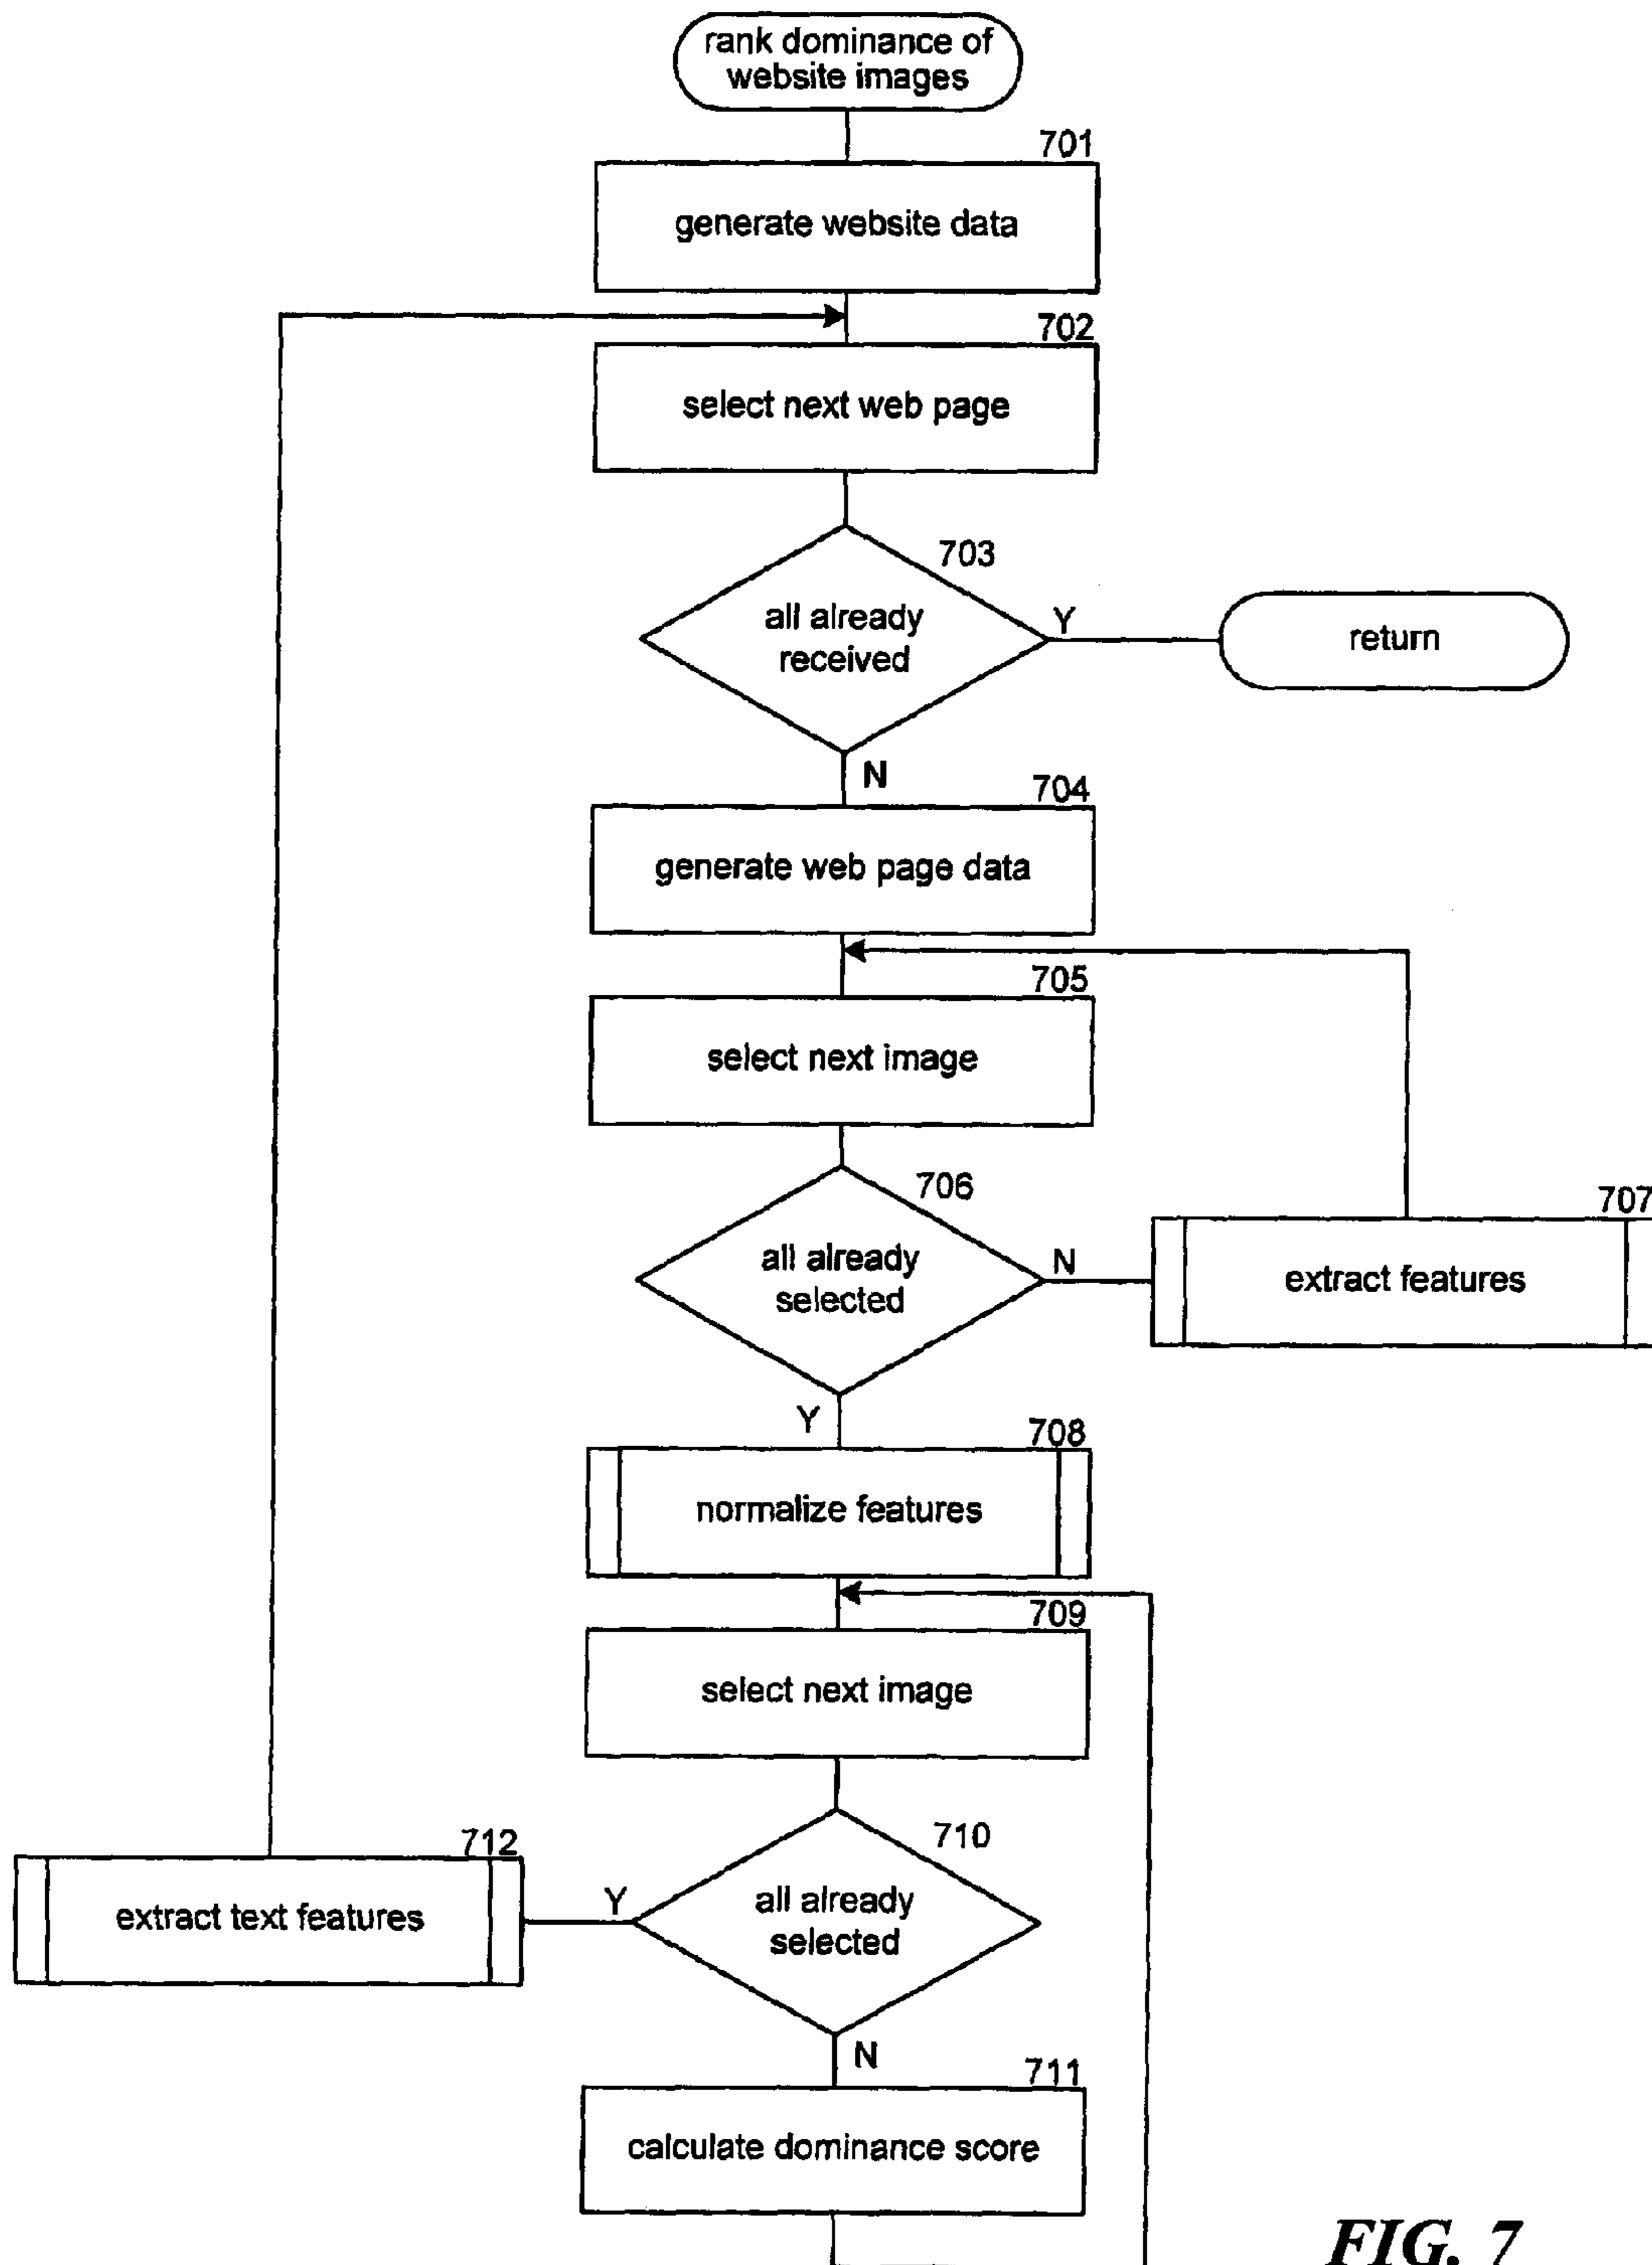 rank dominance of
website images
701
generate website data
702
select next web page
703
all already
received
Y
return
N
704
generate web page data
705
select next image
706
all already
selected
N
707
extract features
Y
708
normalize features
709
select next image
710
all already
selected
Y
712
extract text features
N
711
calculate dominance score
FIG. 7